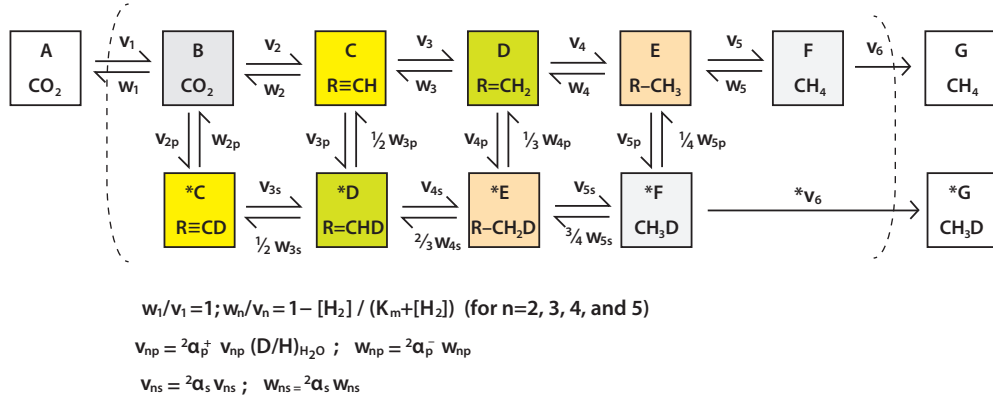 A v₁ B v₂ C v₃ D v₄ E v₅ F v₆ G
CO₂ w₁ CO₂ w₂ R≡CH w₃ R=CH₂ w₄ R–CH₃ w₅ CH₄ CH₄
v₂ₚ w₂ₚ v₃ₚ ½ w₃ₚ v₄ₚ ⅓ w₄ₚ v₅ₚ ¼ w₅ₚ
*C v₃ₛ *D v₄ₛ *E v₅ₛ *F *v₆ *G
R≡CD ½ w₃ₛ R=CHD ⅔ w₄ₛ R–CH₂D ¾ w₅ₛ CH₃D CH₃D
w₁/v₁ =1; wₙ/vₙ = 1– [H₂] / (Kₘ+[H₂]) (for n=2, 3, 4, and 5)
vₙₚ = ²αₚ⁺ vₙₚ (D/H)H₂O ; wₙₚ = ²αₚ⁻ wₙₚ
vₙₛ = ²αₛ vₙₛ ; wₙₛ = ²αₛ wₙₛ